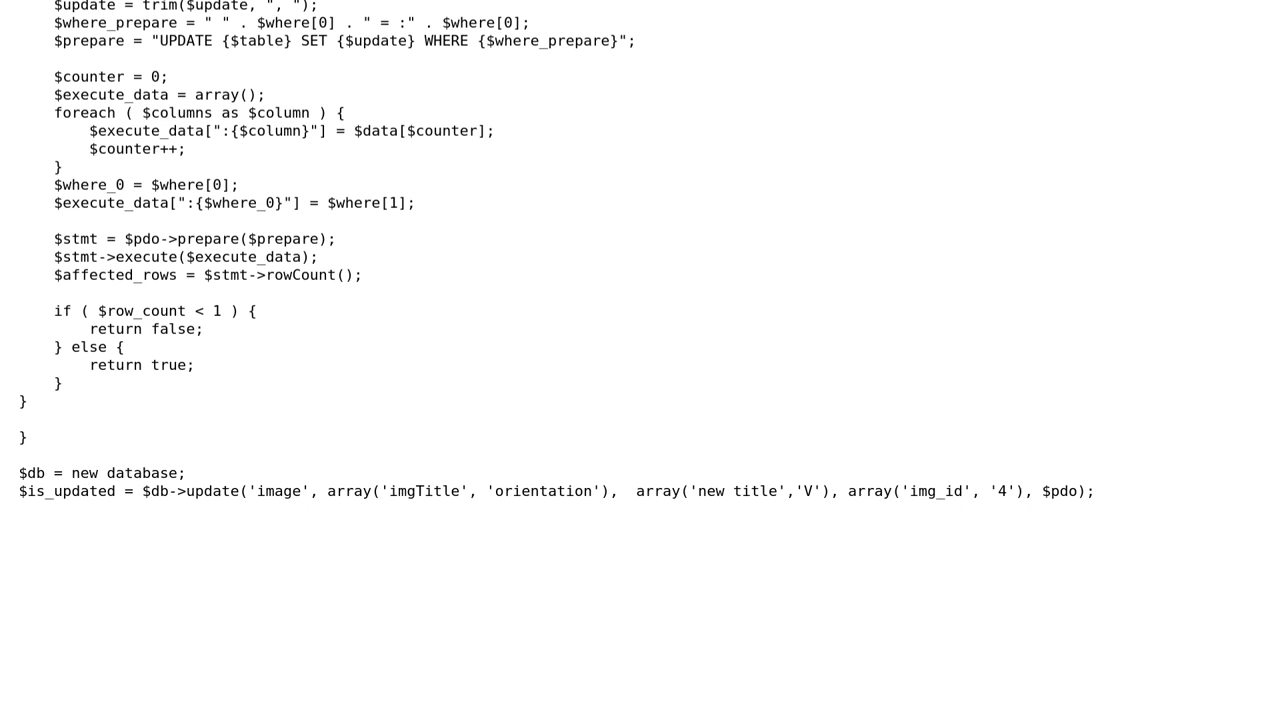 $update = trim($update, ", ");
$where_prepare = " " . $where[0] . " = :" . $where[0];
$prepare = "UPDATE {$table} SET {$update} WHERE {$where_prepare}";
$counter = 0;
$execute_data = array();
foreach ( $columns as $column ) {
$execute_data[":{$column}"] = $data[$counter];
$counter++;
}
$where_0 = $where[0];
$execute_data[":{$where_0}"] = $where[1];
$stmt = $pdo->prepare($prepare);
$stmt->execute($execute_data);
$affected_rows = $stmt->rowCount();
if ( $row_count < 1 ) {
return false;
} else {
return true;
}
}
}
$db = new database;
$is_updated = $db->update('image', array('imgTitle', 'orientation'),  array('new title','V'), array('img_id', '4'), $pdo);